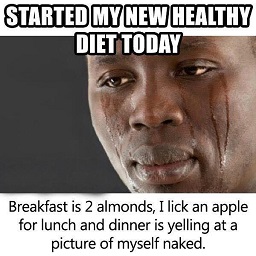 STARTED MY NEW HEALTHY
DIET TODAY
Breakfast is 2 almonds, I lick an apple
for lunch and dinner is yelling at a
picture of myself naked.